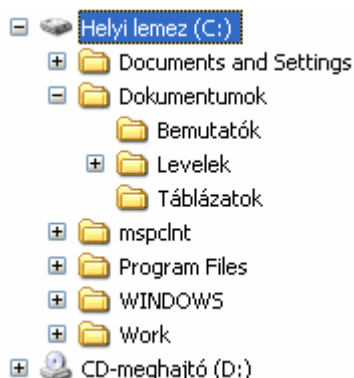 Helyi lemez (C:)
Documents and Settings
Dokumentumok
Bemutatók
Levelek
Táblázatok
mspclnt
Program Files
WINDOWS
Work
CD-meghajtó (D:)